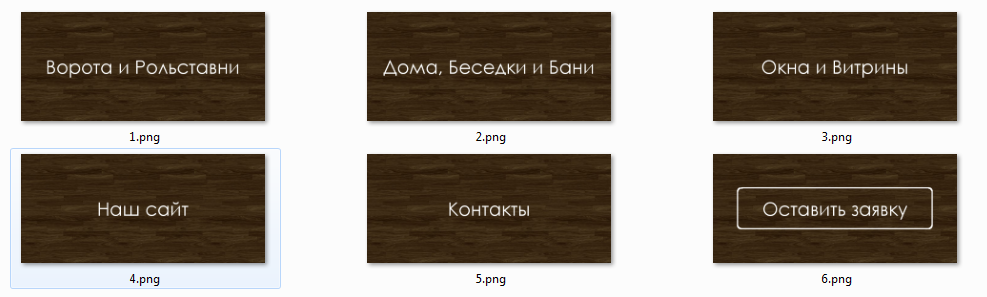 Ворота и Рольставни
Дома, Беседки и Бани
Окна и Витрины
1.png
2.png
3.png
Наш сайт
Контакты
Оставить заявку
4.png
5.png
6.png